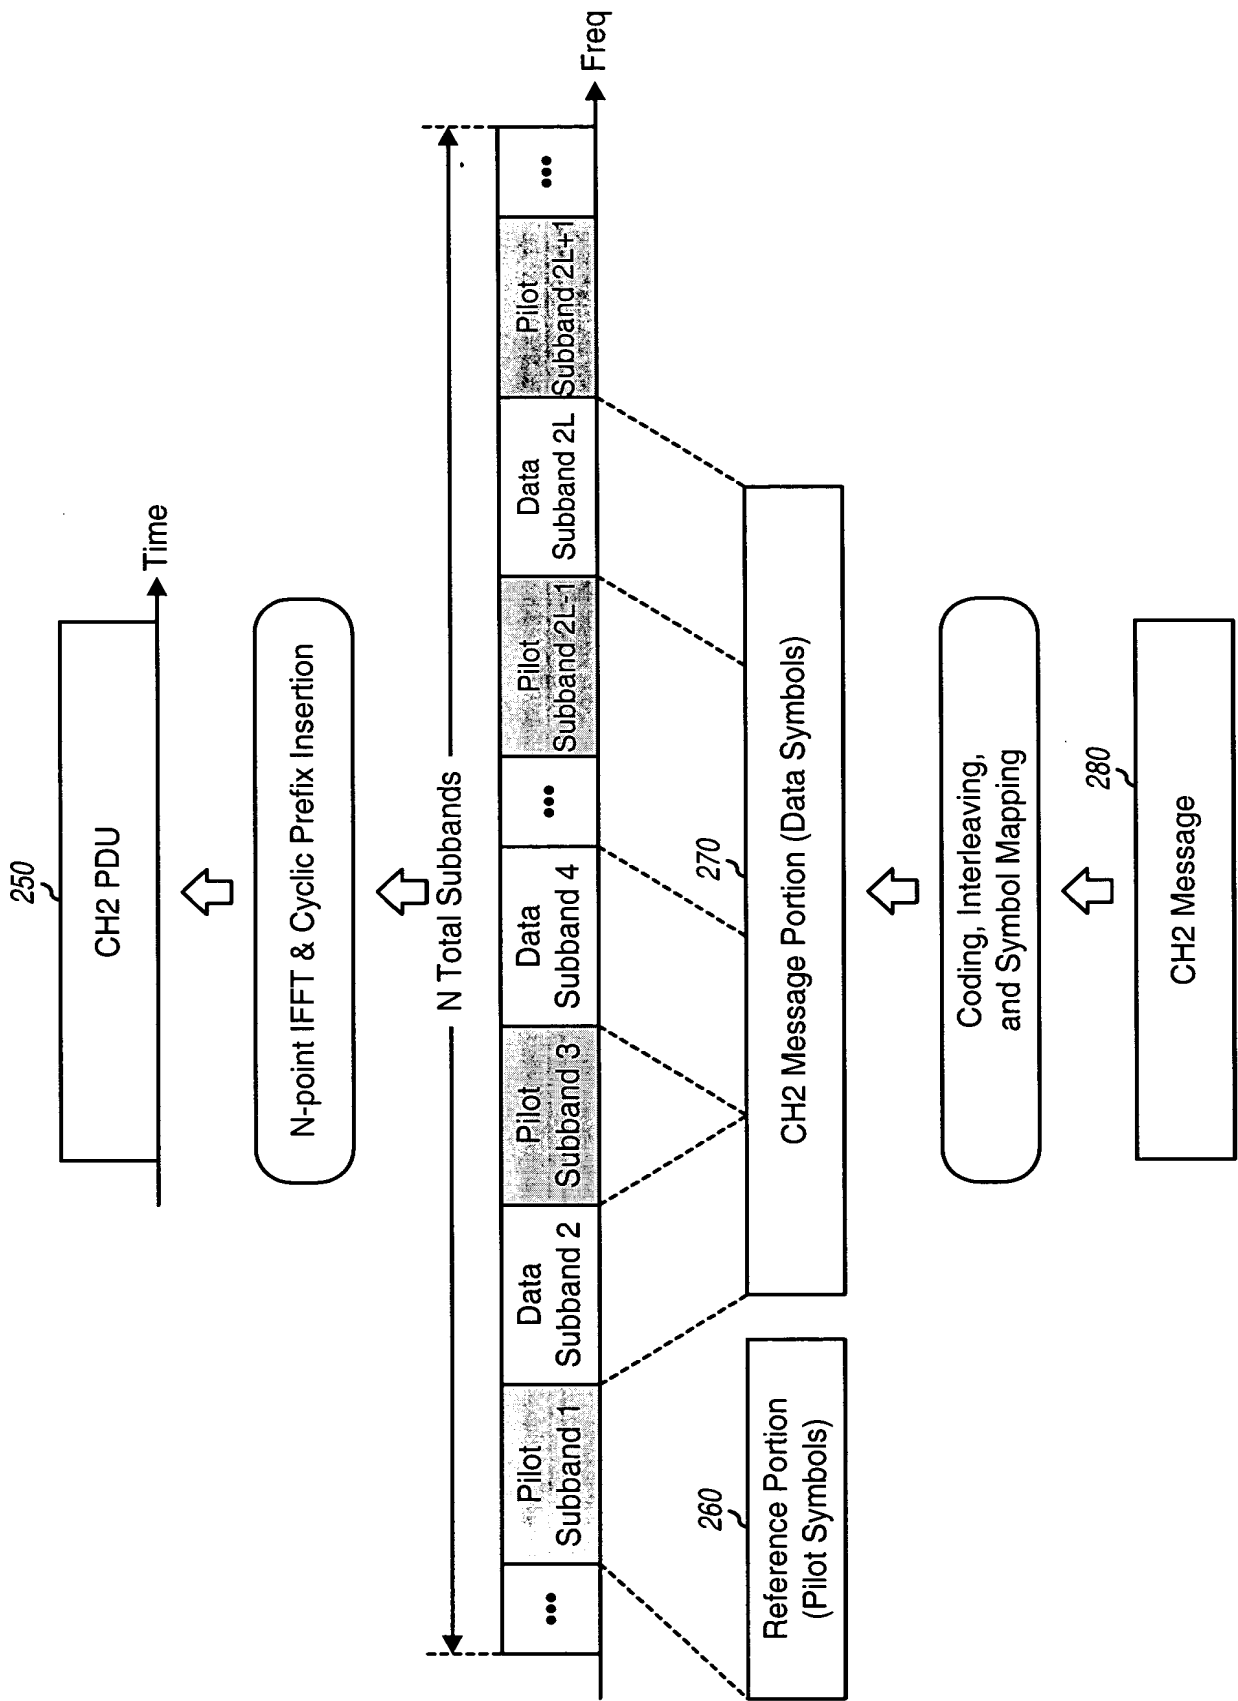 250
CH2 PDU
Time
N-point IFFT & Cyclic Prefix Insertion
N Total Subbands
•••
Pilot
Subband 1
Data
Subband 2
Pilot
Subband 3
Data
Subband 4
•••
Pilot
Subband 2L-1
Data
Subband 2L
Pilot
Subband 2L+1
•••
Freq
260
Reference Portion
(Pilot Symbols)
270
CH2 Message Portion (Data Symbols)
Coding, Interleaving,
and Symbol Mapping
280
CH2 Message